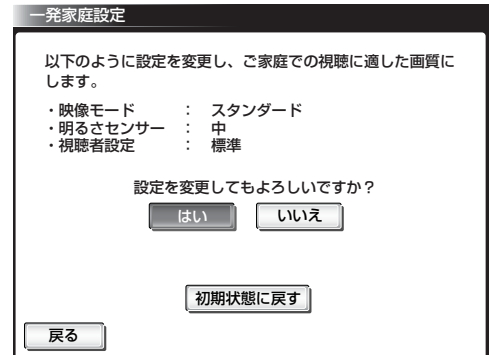 一発家庭設定
以下のように設定を変更し、ご家庭での視聴に適した画質に
します。
・映像モード : スタンダード
・明るさセンサー : 中
・視聴者設定 : 標準
設定を変更してもよろしいですか?
はい いいえ
初期状態に戻す
戻る